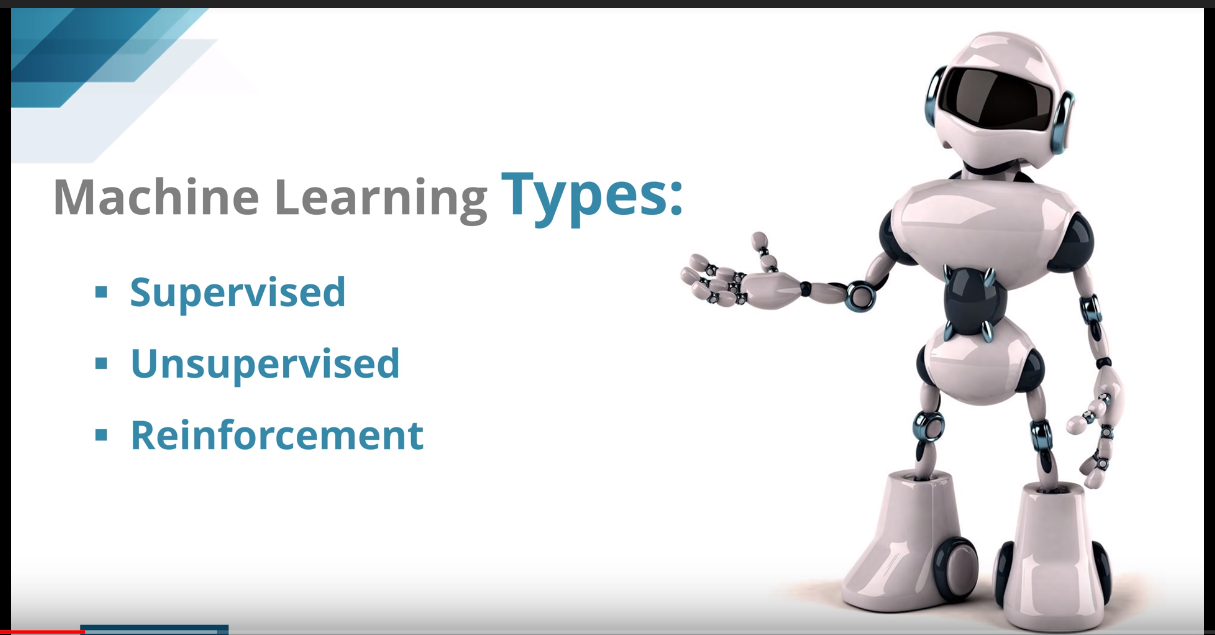 Machine Learning Types:
▪ Supervised
▪ Unsupervised
▪ Reinforcement